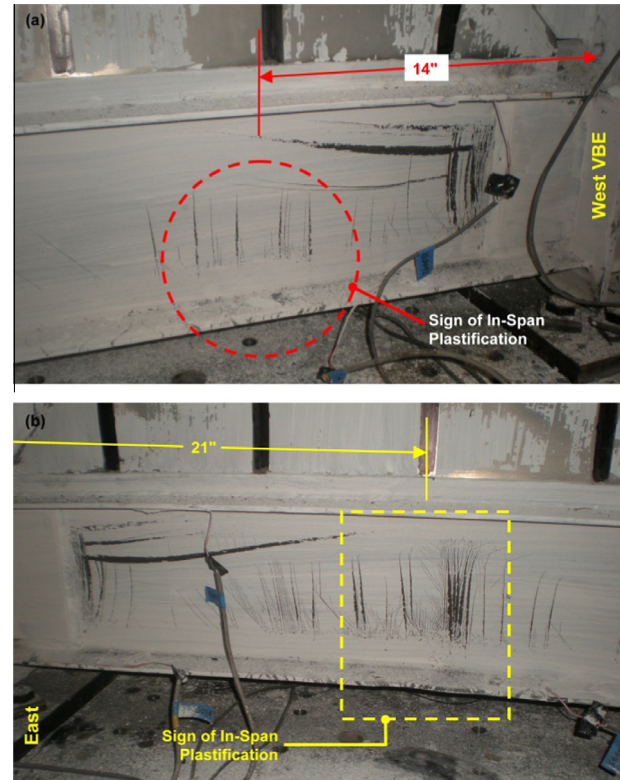 (a)
14"
West VBE
Sign of In-Span
Plastification
(b)
21"
East
Sign of In-Span
Plastification